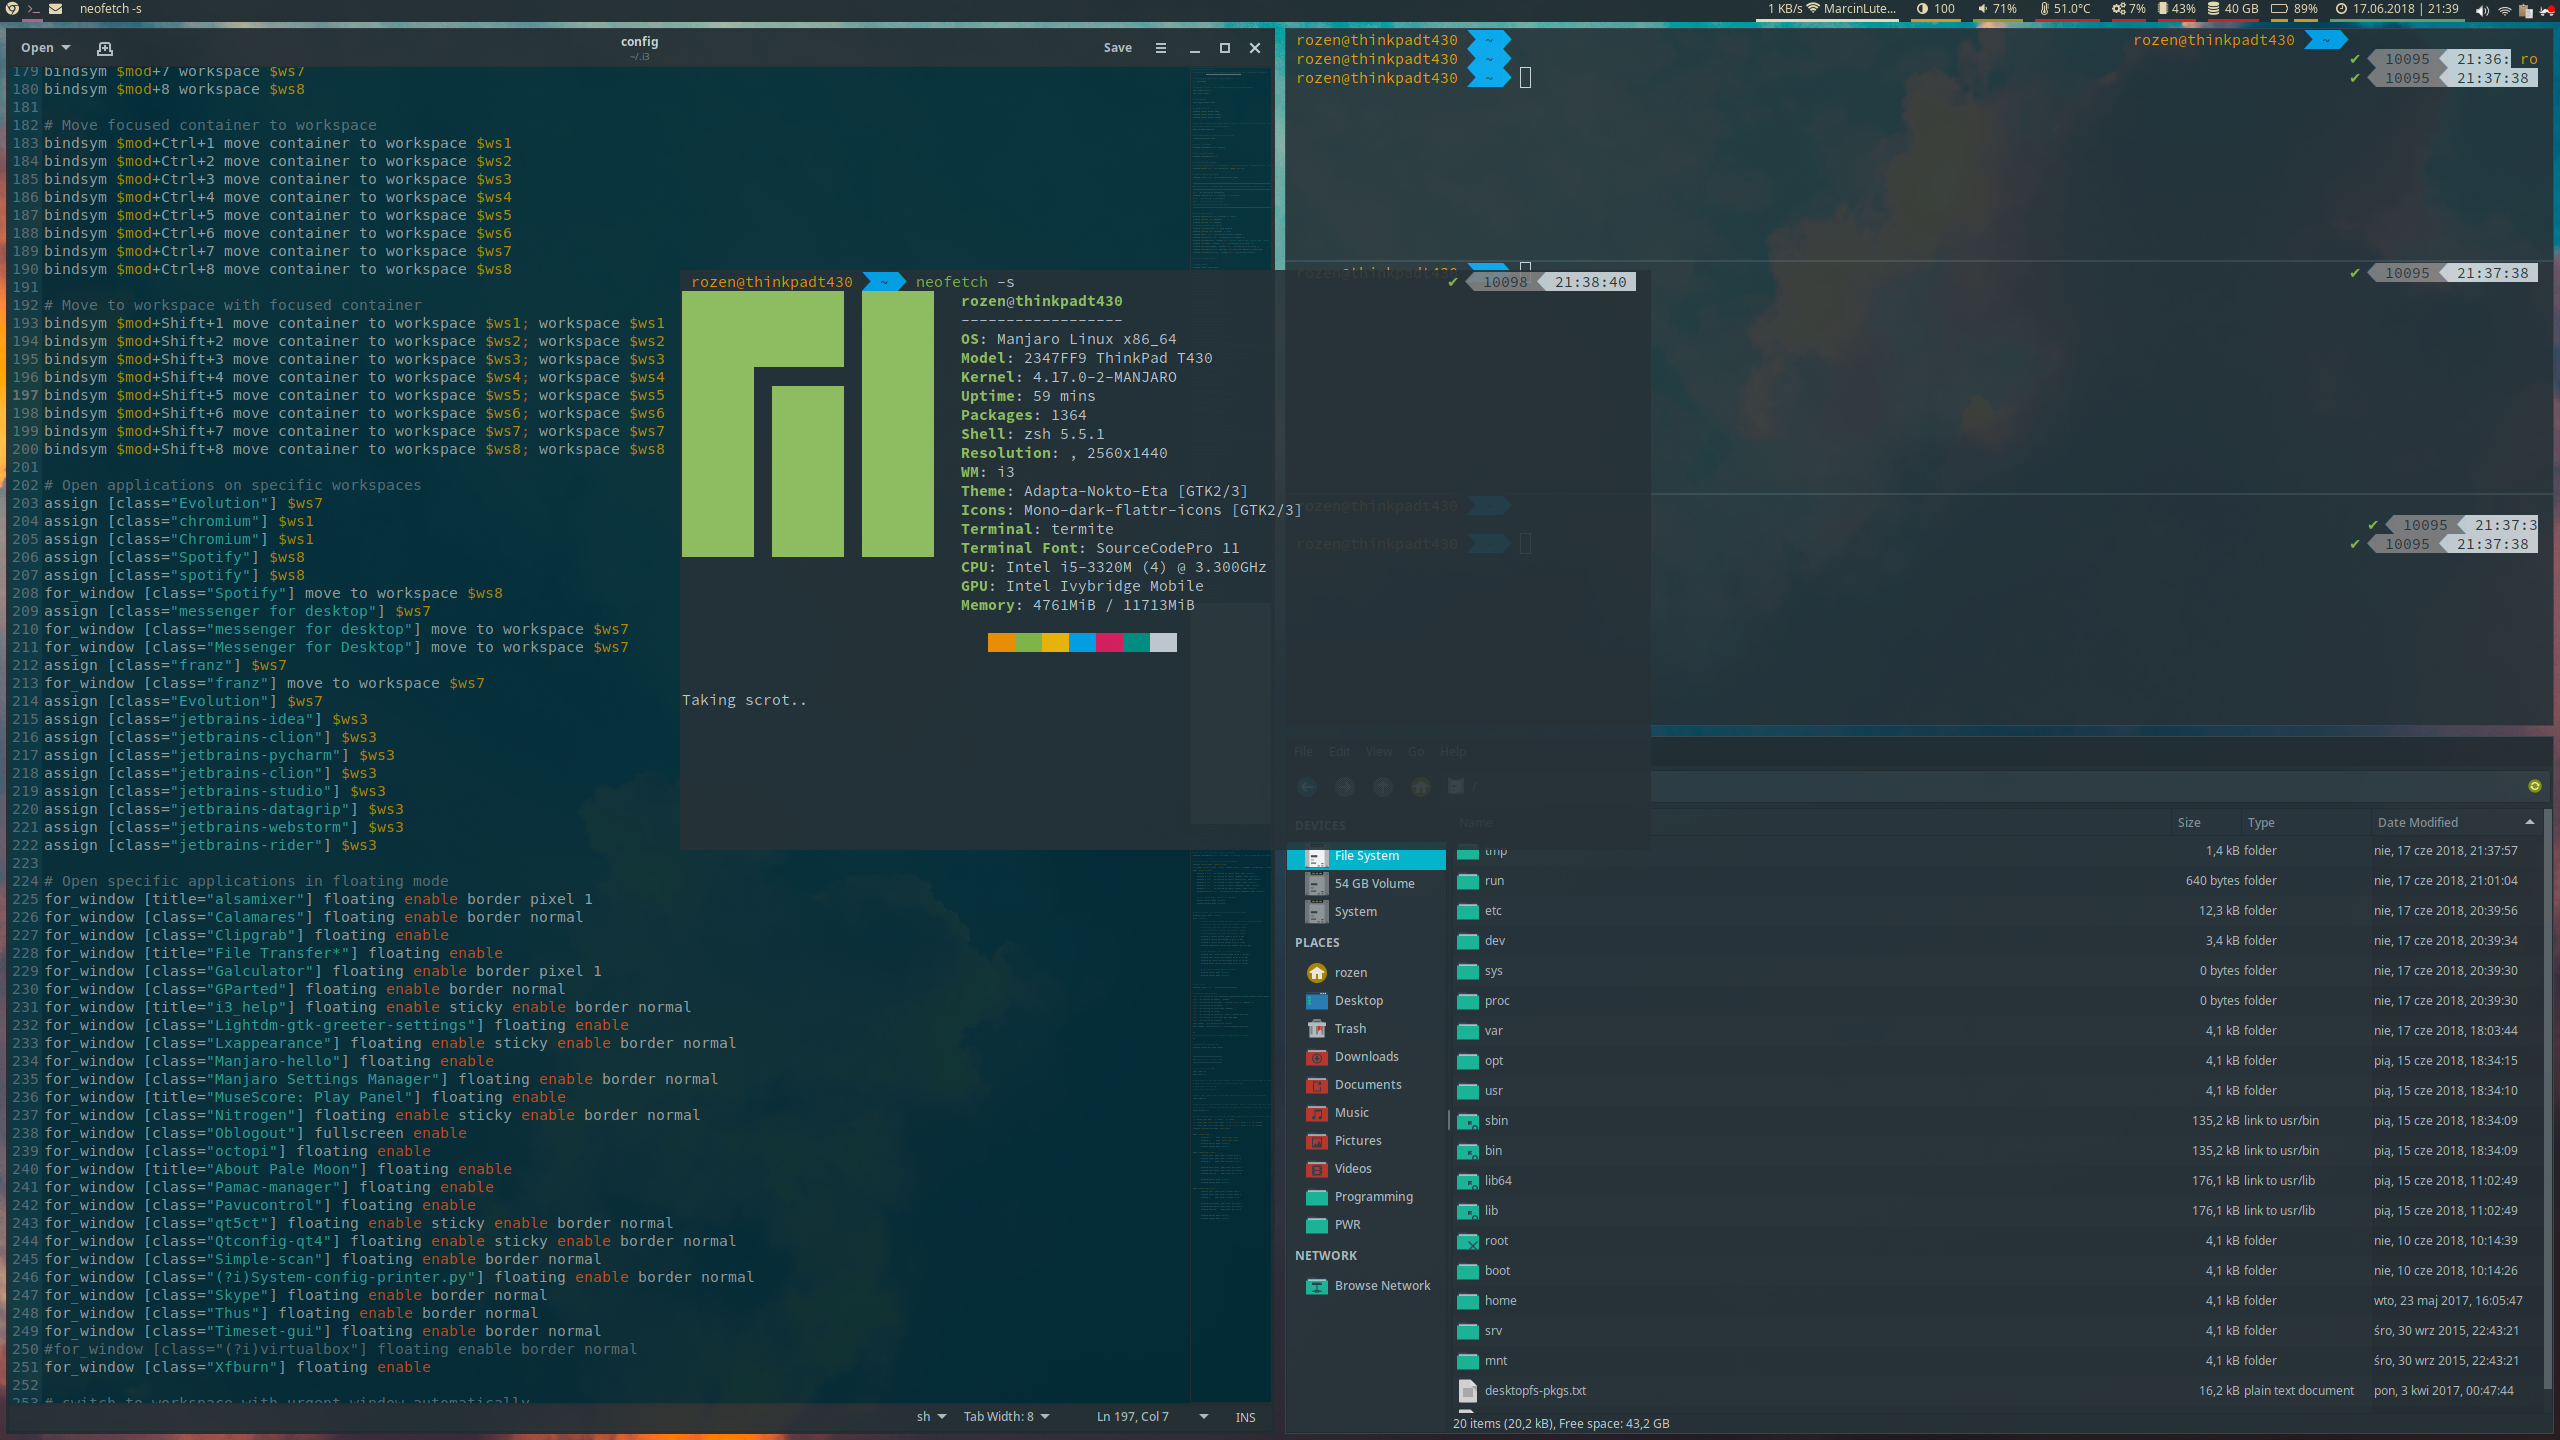 neofetch -s
1 KB/s MarcinLute... 100 71% 51.0°C 7% 43% 40 GB 89% 17.06.2018 | 21:39
Open
config
~/.i3
Save
179 bindsym $mod+7 workspace $ws7
180 bindsym $mod+8 workspace $ws8
181
182 # Move focused container to workspace
183 bindsym $mod+Ctrl+1 move container to workspace $ws1
184 bindsym $mod+Ctrl+2 move container to workspace $ws2
185 bindsym $mod+Ctrl+3 move container to workspace $ws3
186 bindsym $mod+Ctrl+4 move container to workspace $ws4
187 bindsym $mod+Ctrl+5 move container to workspace $ws5
188 bindsym $mod+Ctrl+6 move container to workspace $ws6
189 bindsym $mod+Ctrl+7 move container to workspace $ws7
190 bindsym $mod+Ctrl+8 move container to workspace $ws8
191
192 # Move to workspace with focused container
193 bindsym $mod+Shift+1 move container to workspace $ws1; workspace $ws1
194 bindsym $mod+Shift+2 move container to workspace $ws2; workspace $ws2
195 bindsym $mod+Shift+3 move container to workspace $ws3; workspace $ws3
196 bindsym $mod+Shift+4 move container to workspace $ws4; workspace $ws4
197 bindsym $mod+Shift+5 move container to workspace $ws5; workspace $ws5
198 bindsym $mod+Shift+6 move container to workspace $ws6; workspace $ws6
199 bindsym $mod+Shift+7 move container to workspace $ws7; workspace $ws7
200 bindsym $mod+Shift+8 move container to workspace $ws8; workspace $ws8
201
202 # Open applications on specific workspaces
203 assign [class="Evolution"] $ws7
204 assign [class="chromium"] $ws1
205 assign [class="Chromium"] $ws1
206 assign [class="Spotify"] $ws8
207 assign [class="spotify"] $ws8
208 for_window [class="Spotify"] move to workspace $ws8
209 assign [class="messenger for desktop"] $ws7
210 for_window [class="messenger for desktop"] move to workspace $ws7
211 for_window [class="Messenger for Desktop"] move to workspace $ws7
212 assign [class="franz"] $ws7
213 for_window [class="franz"] move to workspace $ws7
214 assign [class="Evolution"] $ws7
215 assign [class="jetbrains-idea"] $ws3
216 assign [class="jetbrains-clion"] $ws3
217 assign [class="jetbrains-pycharm"] $ws3
218 assign [class="jetbrains-clion"] $ws3
219 assign [class="jetbrains-studio"] $ws3
220 assign [class="jetbrains-datagrip"] $ws3
221 assign [class="jetbrains-webstorm"] $ws3
222 assign [class="jetbrains-rider"] $ws3
223
224 # Open specific applications in floating mode
225 for_window [title="alsamixer"] floating enable border pixel 1
226 for_window [class="Calamares"] floating enable border normal
227 for_window [class="Clipgrab"] floating enable
228 for_window [title="File Transfer*"] floating enable
229 for_window [class="Galculator"] floating enable border pixel 1
230 for_window [class="GParted"] floating enable border normal
231 for_window [title="i3_help"] floating enable sticky enable border normal
232 for_window [class="Lightdm-gtk-greeter-settings"] floating enable
233 for_window [class="Lxappearance"] floating enable sticky enable border normal
234 for_window [class="Manjaro-hello"] floating enable
235 for_window [class="Manjaro Settings Manager"] floating enable border normal
236 for_window [title="MuseScore: Play Panel"] floating enable
237 for_window [class="Nitrogen"] floating enable sticky enable border normal
238 for_window [class="Oblogout"] fullscreen enable
239 for_window [class="octopi"] floating enable
240 for_window [title="About Pale Moon"] floating enable
241 for_window [class="Pamac-manager"] floating enable
242 for_window [class="Pavucontrol"] floating enable
243 for_window [class="qt5ct"] floating enable sticky enable border normal
244 for_window [class="Qtconfig-qt4"] floating enable sticky enable border normal
245 for_window [class="Simple-scan"] floating enable border normal
246 for_window [class="(?i)System-config-printer.py"] floating enable border normal
247 for_window [class="Skype"] floating enable border normal
248 for_window [class="Thus"] floating enable border normal
249 for_window [class="Timeset-gui"] floating enable border normal
250 #for_window [class="(?i)virtualbox"] floating enable border normal
251 for_window [class="Xfburn"] floating enable
252
253 # switch to workspace with urgent window automatically
sh Tab Width: 8 Ln 197, Col 7 INS
rozen@thinkpadt430 ~ neofetch -s ✔ 10098 21:38:40
rozen@thinkpadt430
------------------
OS: Manjaro Linux x86_64
Model: 2347FF9 ThinkPad T430
Kernel: 4.17.0-2-MANJARO
Uptime: 59 mins
Packages: 1364
Shell: zsh 5.5.1
Resolution: , 2560x1440
WM: i3
Theme: Adapta-Nokto-Eta [GTK2/3]
Icons: Mono-dark-flattr-icons [GTK2/3]
Terminal: termite
Terminal Font: SourceCodePro 11
CPU: Intel i5-3320M (4) @ 3.300GHz
GPU: Intel Ivybridge Mobile
Memory: 4761MiB / 11713MiB
Taking scrot..
rozen@thinkpadt430 ~ rozen@thinkpadt430 ~
rozen@thinkpadt430 ~ ✔ 10095 21:36: ro
rozen@thinkpadt430 ~ ✔ 10095 21:37:38
rozen@thinkpadt430 ✔ 10095 21:37:38
rozen@thinkpadt430 ~
✔ 10095 21:37:3
rozen@thinkpadt430 ~ ✔ 10095 21:37:38
File Edit View Go Help
/
DEVICES
File System
54 GB Volume
System
PLACES
rozen
Desktop
Trash
Downloads
Documents
Music
Pictures
Videos
Programming
PWR
NETWORK
Browse Network
Name Size Type Date Modified
tmp 1,4 kB folder nie, 17 cze 2018, 21:37:57
run 640 bytes folder nie, 17 cze 2018, 21:01:04
etc 12,3 kB folder nie, 17 cze 2018, 20:39:56
dev 3,4 kB folder nie, 17 cze 2018, 20:39:34
sys 0 bytes folder nie, 17 cze 2018, 20:39:30
proc 0 bytes folder nie, 17 cze 2018, 20:39:30
var 4,1 kB folder nie, 17 cze 2018, 18:03:44
opt 4,1 kB folder pią, 15 cze 2018, 18:34:15
usr 4,1 kB folder pią, 15 cze 2018, 18:34:10
sbin 135,2 kB link to usr/bin pią, 15 cze 2018, 18:34:09
bin 135,2 kB link to usr/bin pią, 15 cze 2018, 18:34:09
lib64 176,1 kB link to usr/lib pią, 15 cze 2018, 11:02:49
lib 176,1 kB link to usr/lib pią, 15 cze 2018, 11:02:49
root 4,1 kB folder nie, 10 cze 2018, 10:14:39
boot 4,1 kB folder nie, 10 cze 2018, 10:14:26
home 4,1 kB folder wto, 23 maj 2017, 16:05:47
srv 4,1 kB folder śro, 30 wrz 2015, 22:43:21
mnt 4,1 kB folder śro, 30 wrz 2015, 22:43:21
desktopfs-pkgs.txt 16,2 kB plain text document pon, 3 kwi 2017, 00:47:44
20 items (20,2 kB), Free space: 43,2 GB